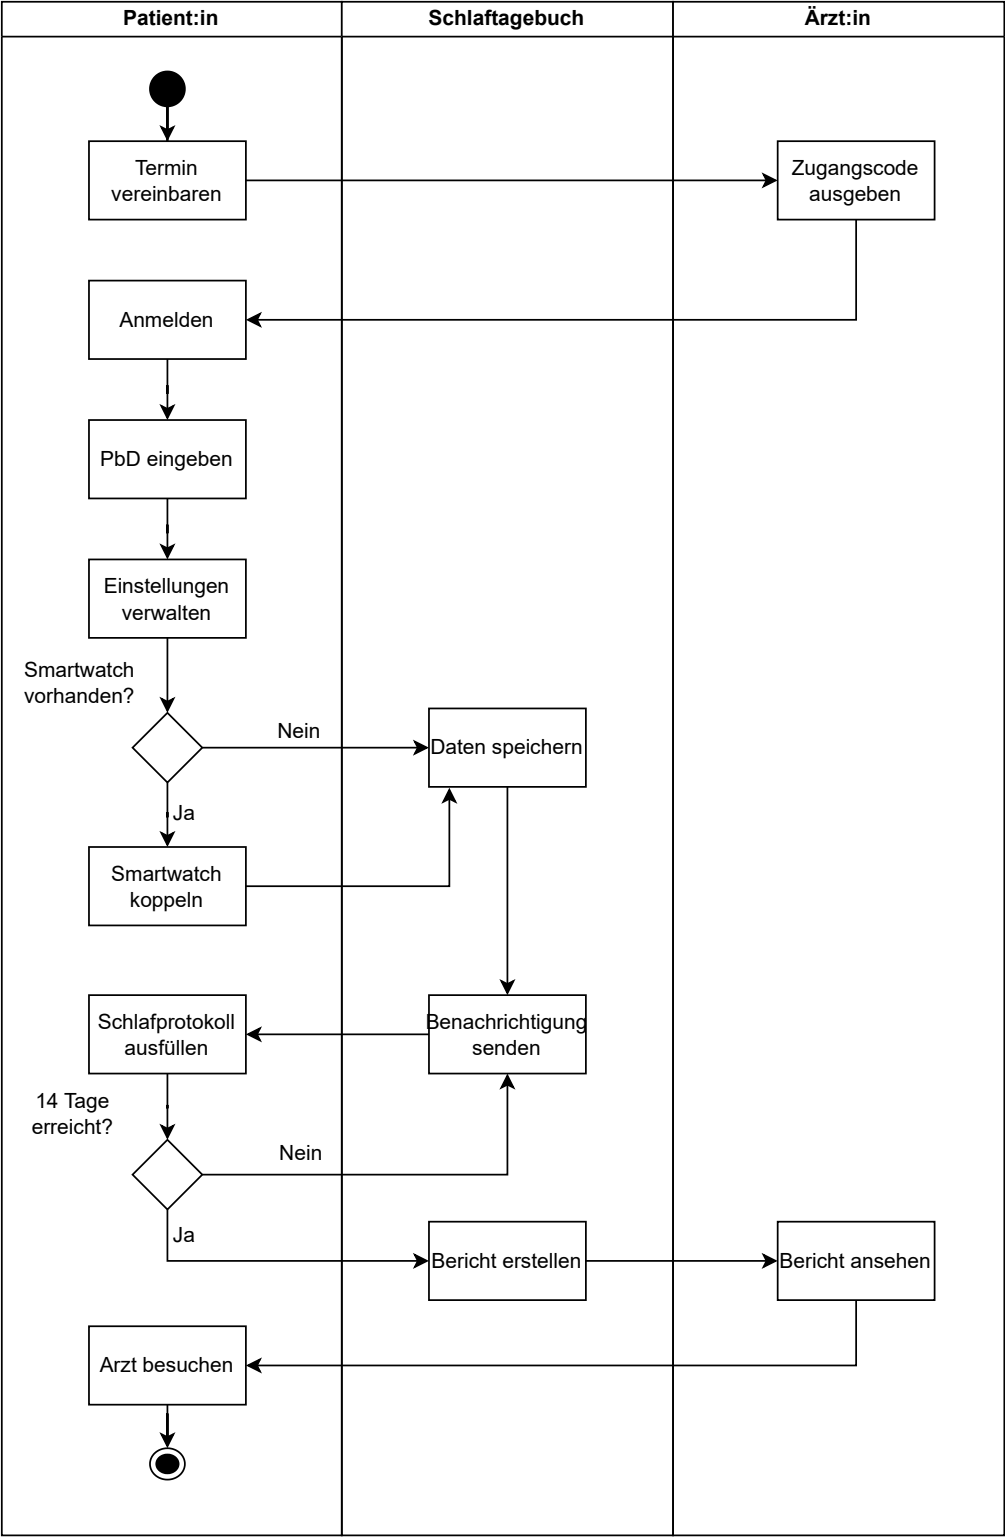 Patient:in
Schlaftagebuch
Ärzt:in
Termin
vereinbaren
Zugangscode
ausgeben
Anmelden
PbD eingeben
Einstellungen
verwalten
Smartwatch
vorhanden?
Nein
Daten speichern
Ja
Smartwatch
koppeln
Schlafprotokoll
ausfüllen
Benachrichtigung
senden
14 Tage
erreicht?
Nein
Ja
Bericht erstellen
Bericht ansehen
Arzt besuchen